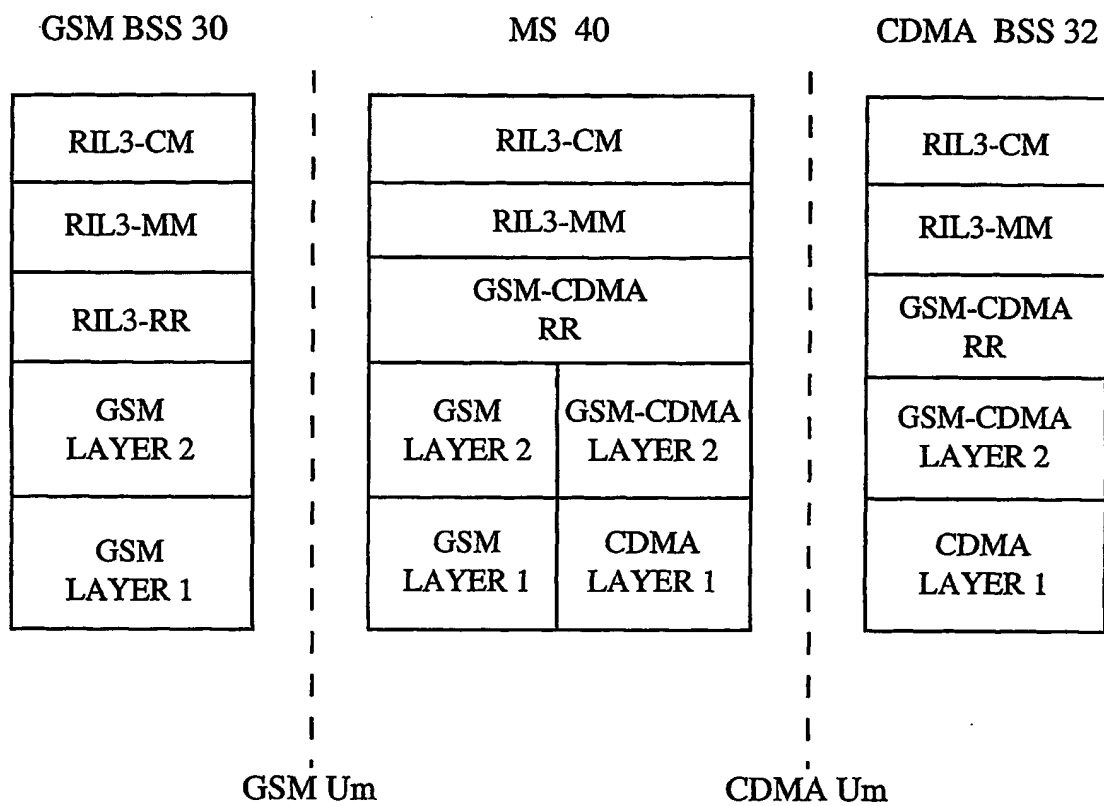 GSM BSS 30
MS 40
CDMA BSS 32
RIL3-CM
RIL3-MM
RIL3-RR
GSM
LAYER 2
GSM
LAYER 1
RIL3-CM
RIL3-MM
GSM-CDMA
RR
GSM
LAYER 2
GSM-CDMA
LAYER 2
GSM
LAYER 1
CDMA
LAYER 1
RIL3-CM
RIL3-MM
GSM-CDMA
RR
GSM-CDMA
LAYER 2
CDMA
LAYER 1
GSM Um
CDMA Um